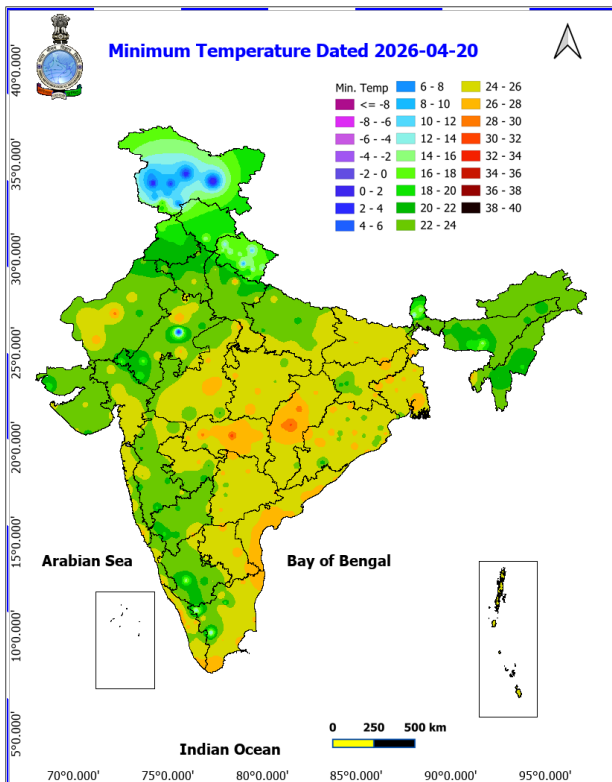 Minimum Temperature Dated 2026-04-20
Min. Temp
<= -8
-8 - -6
-6 - -4
-4 - -2
-2 - 0
0 - 2
2 - 4
4 - 6
6 - 8
8 - 10
10 - 12
12 - 14
14 - 16
16 - 18
18 - 20
20 - 22
22 - 24
24 - 26
26 - 28
28 - 30
30 - 32
32 - 34
34 - 36
36 - 38
38 - 40
40°0.000'
35°0.000'
30°0.000'
25°0.000'
20°0.000'
15°0.000'
10°0.000'
5°0.000'
Arabian Sea
Bay of Bengal
Indian Ocean
0 250 500 km
70°0.000' 75°0.000' 80°0.000' 85°0.000' 90°0.000' 95°0.000'